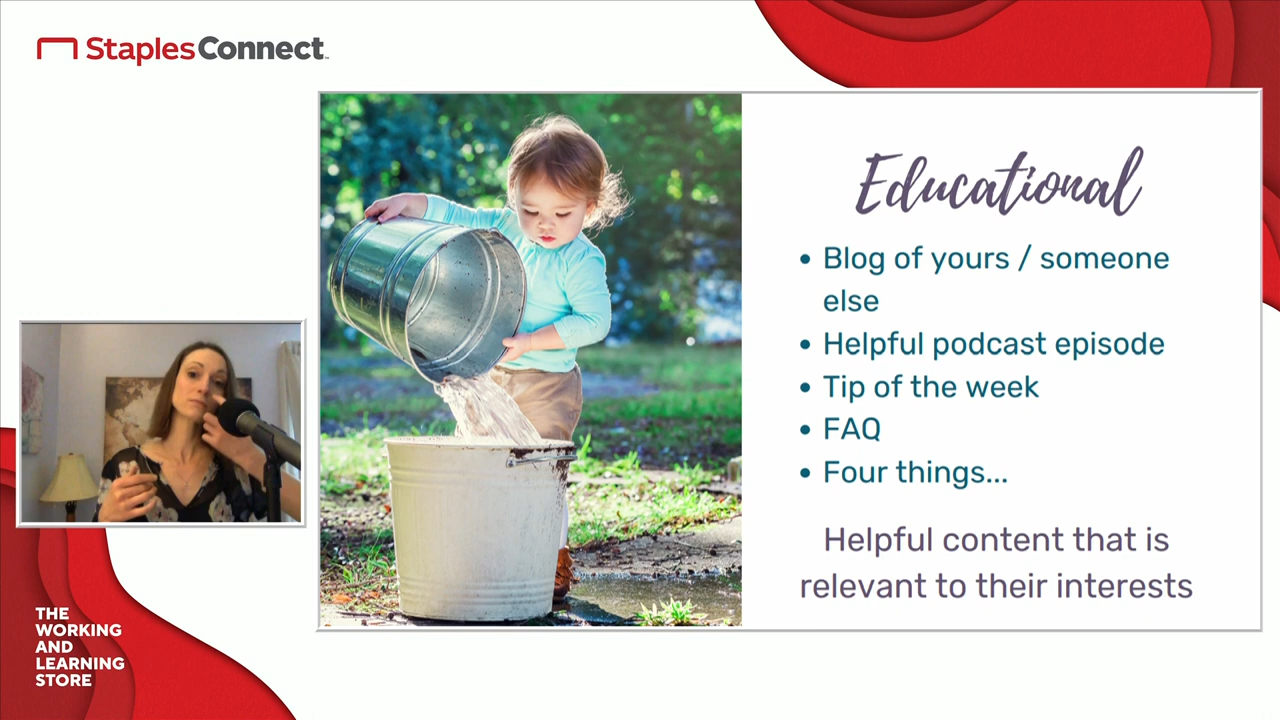 StaplesConnect™
Educational
• Blog of yours / someone
else
• Helpful podcast episode
• Tip of the week
• FAQ
• Four things...
Helpful content that is
relevant to their interests
THE
WORKING
AND
LEARNING
STORE